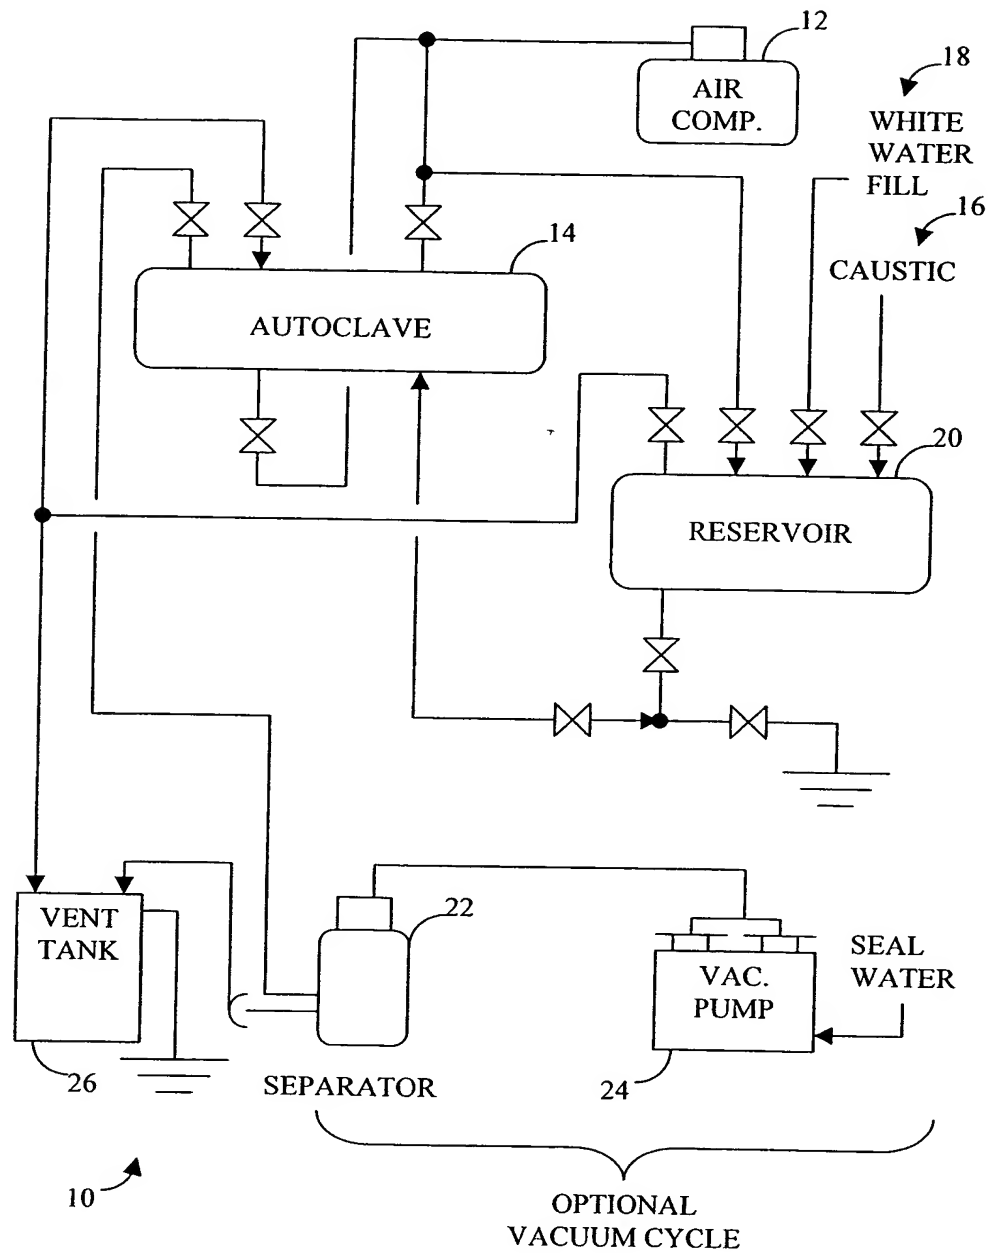 12
AIR
COMP.
18
WHITE
WATER
FILL
16
CAUSTIC
14
AUTOCLAVE
20
RESERVOIR
VENT
TANK
26
22
SEPARATOR
VAC.
PUMP
24
SEAL
WATER
10
OPTIONAL
VACUUM CYCLE